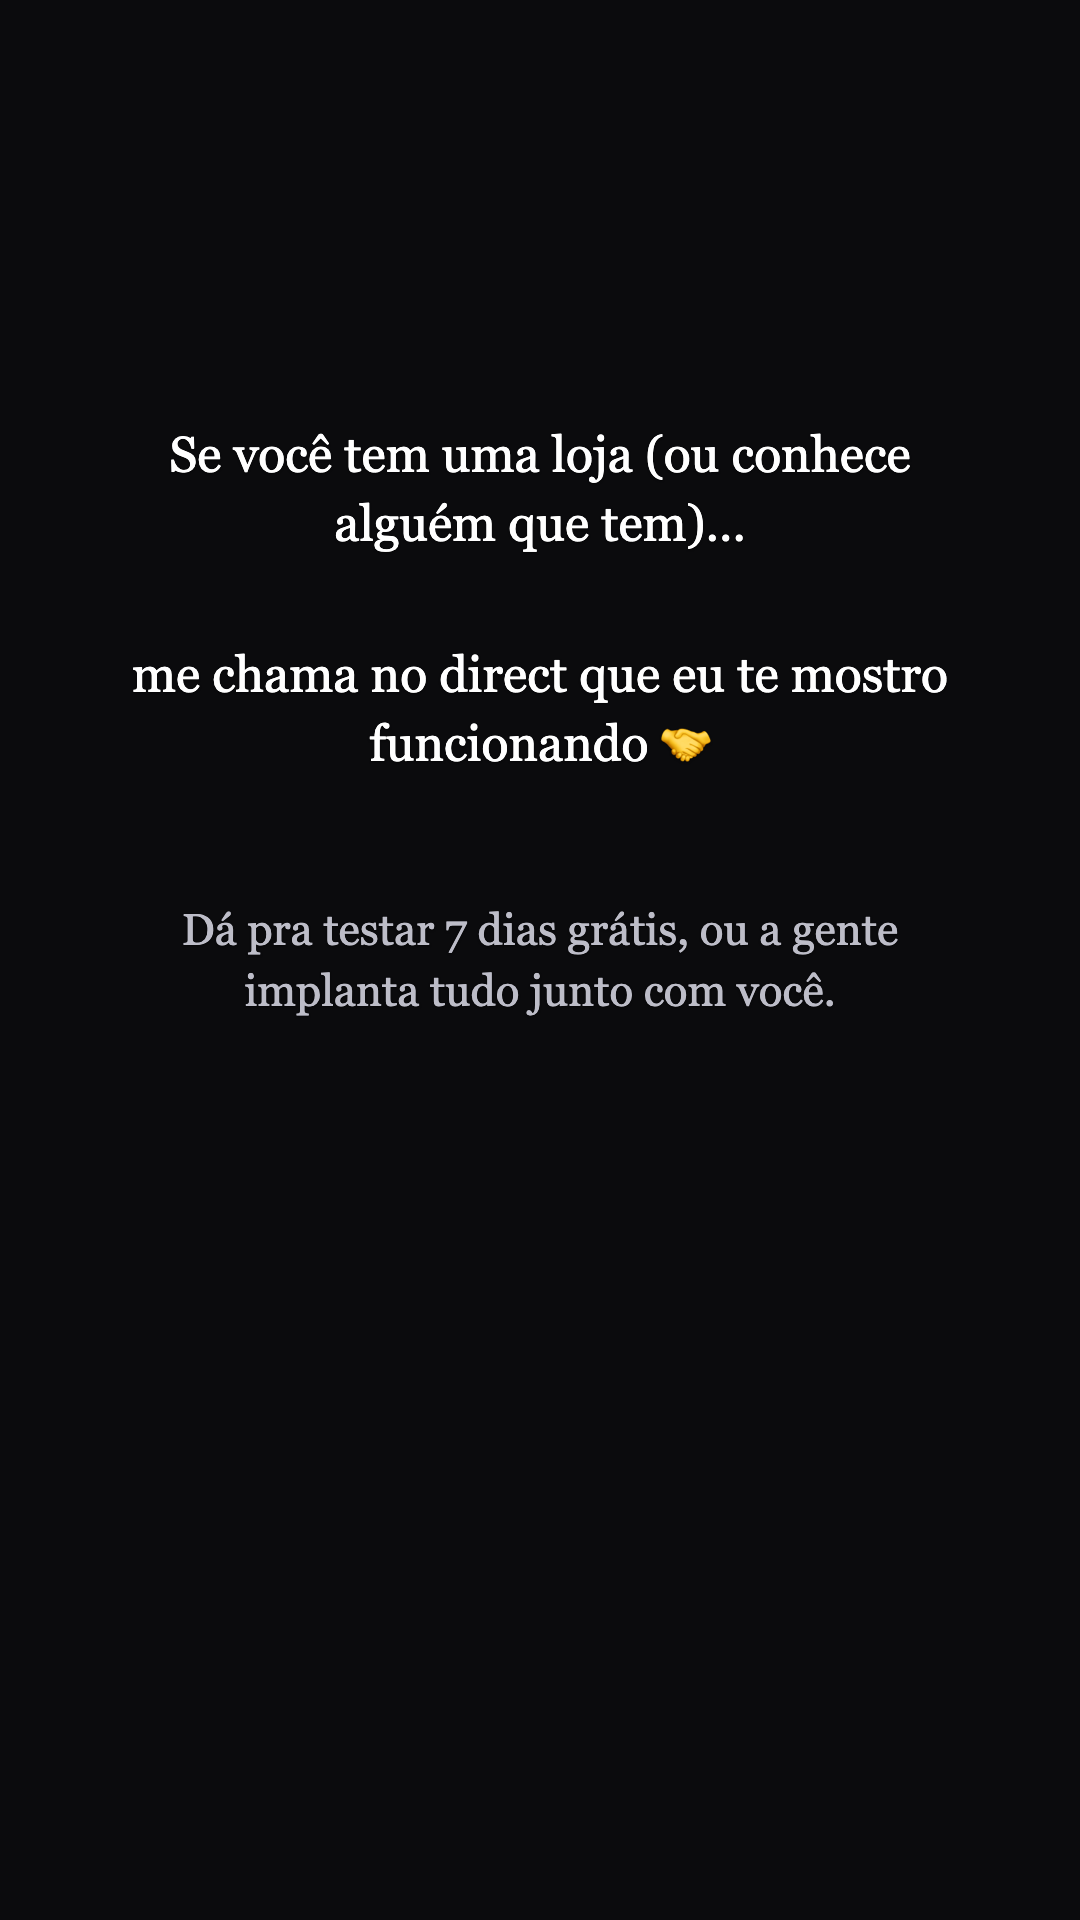 Se você tem uma loja (ou conhece
alguém que tem)...
me chama no direct que eu te mostro
funcionando 🤝
Dá pra testar 7 dias grátis, ou a gente
implanta tudo junto com você.